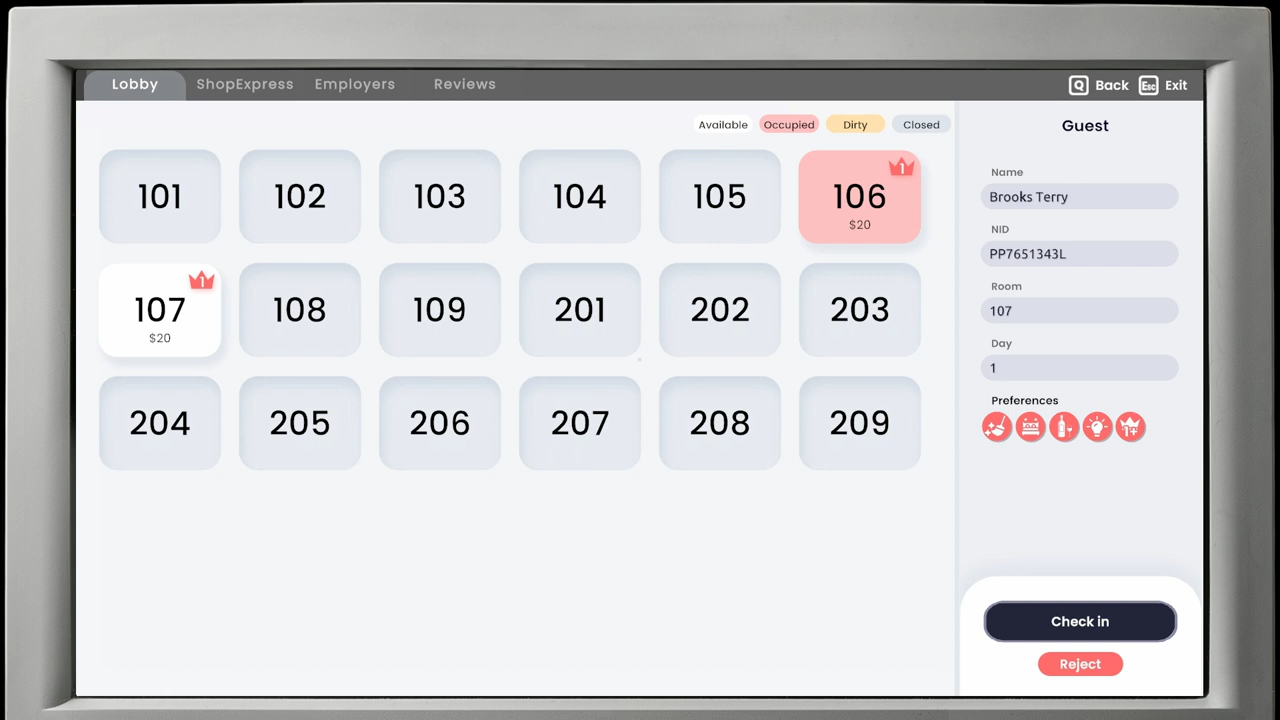 Lobby ShopExpress Employers Reviews Q Back Esc Exit
Available Occupied Dirty Closed
Guest
101 102 103 104 105 1 106
$20
1 107 108 109 201 202 203
$20
204 205 206 207 208 209
Name
Brooks Terry
NID
PP7651343L
Room
107
Day
1
Preferences
1+
Check in
Reject